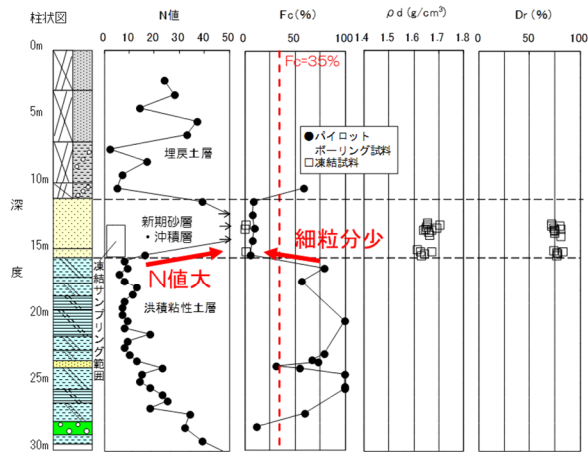 柱状図
N値
Fc(%)
ρd (g/cm³)
Dr (%)
0 10 20 30 40 50
0 50 100
1.4 1.5 1.6 1.7 1.8
0 50 100
0m
5m
10m
15m
20m
25m
30m
深
度
Fc=35%
●パイロット
ボーリング試料
□凍結試料
埋戻土層
新期砂層
・沖積層
N値大
細粒分少
洪積粘性土層
凍結サンプリング範囲